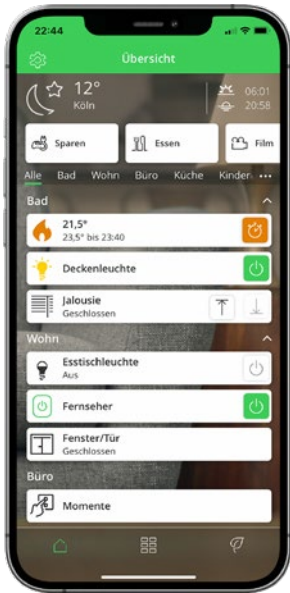 22:44
Übersicht
12°
Köln
06:01
20:58
Sparen
Essen
Film
Alle Bad Wohn Büro Küche Kinder
Bad
21,5°
23,5° bis 23:40
Deckenleuchte
Jalousie
Geschlossen
Wohn
Esstischleuchte
Aus
Fernseher
Fenster/Tür
Geschlossen
Büro
Momente